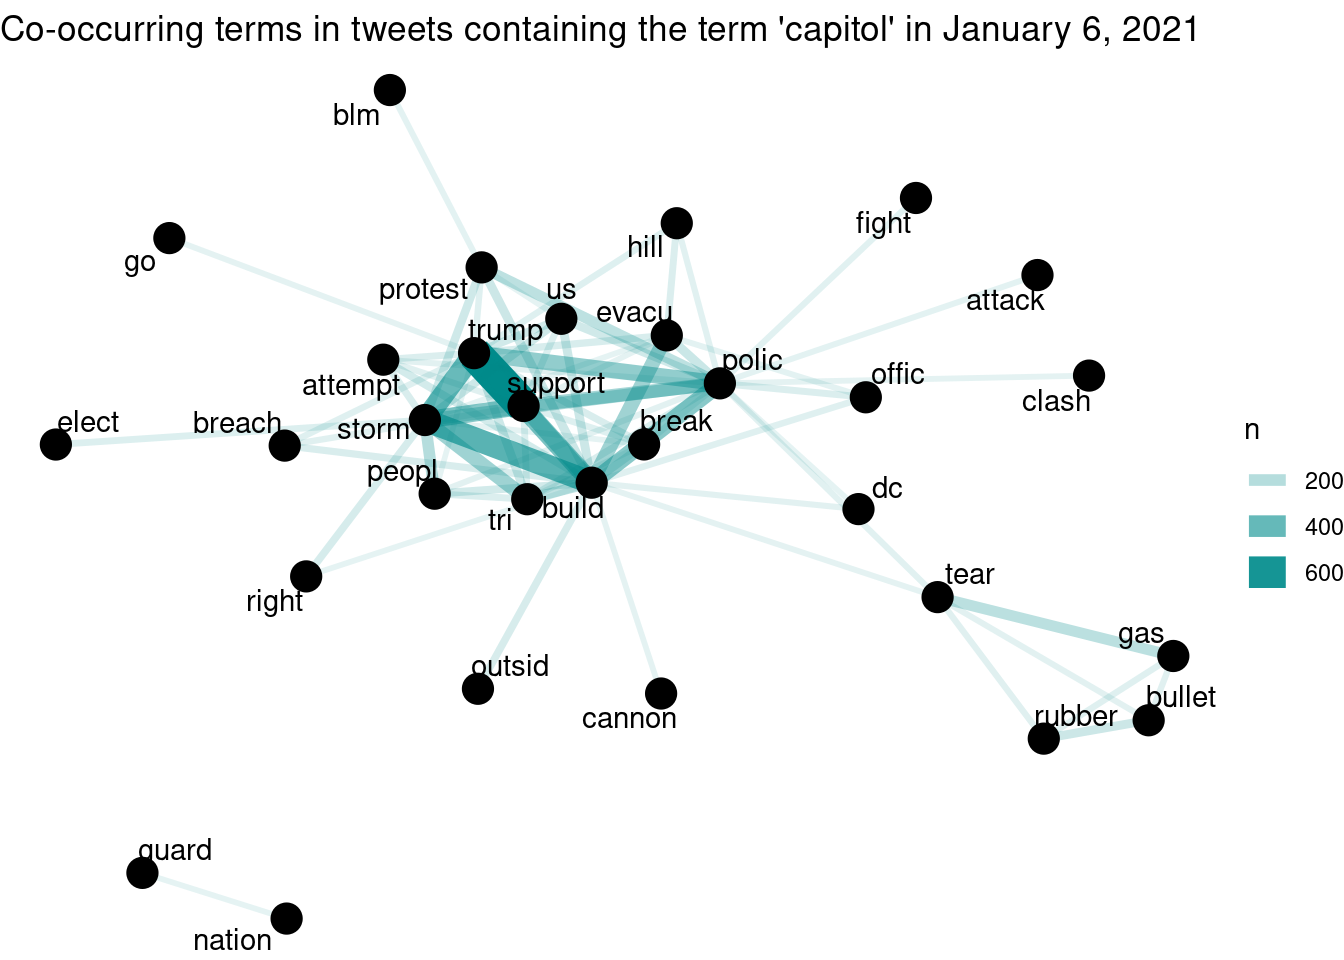 Co-occurring terms in tweets containing the term 'capitol' in January 6, 2021
blm
fight
hill
go
protest
us
attack
evacu
trump
polic
offic
attempt
support
clash
elect
breach
storm
break
n
peopl
200
dc
build
tri
400
tear
600
right
gas
outsid
bullet
cannon
rubber
guard
nation